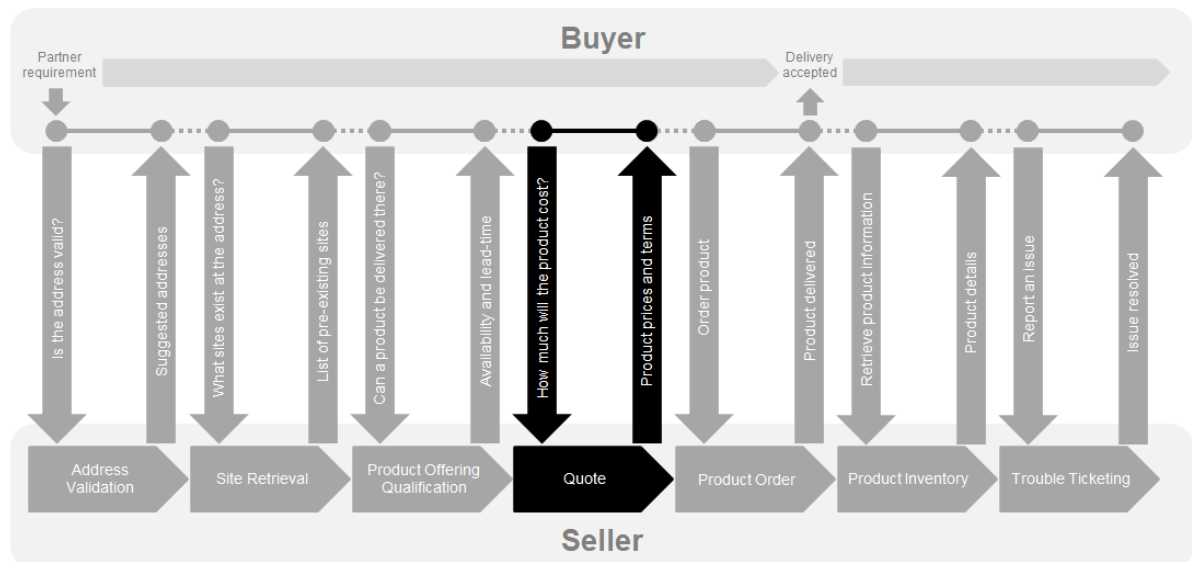 Buyer
Partner
requirement
Delivery
accepted
Is the address valid?
Suggested addresses
What sites exist at the address?
List of pre-existing sites
Can a product be delivered there?
Availability and lead-time
How much will the product cost?
Product prices and terms
Order product
Product delivered
Retrieve product information
Product details
Report an issue
Issue resolved
Address
Validation
Site Retrieval
Product Offering
Qualification
Quote
Product Order
Product Inventory
Trouble Ticketing
Seller